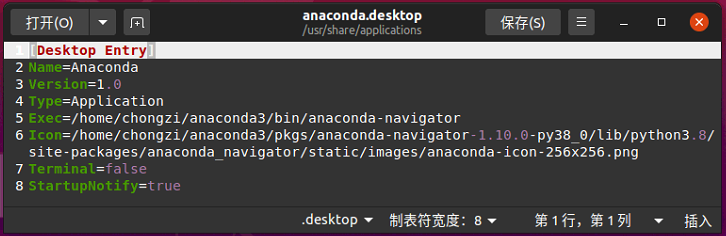 打开(O)
anaconda.desktop
/usr/share/applications
保存(S)
1 [Desktop Entry]
2 Name=Anaconda
3 Version=1.0
4 Type=Application
5 Exec=/home/chongzi/anaconda3/bin/anaconda-navigator
6 Icon=/home/chongzi/anaconda3/pkgs/anaconda-navigator-1.10.0-py38_0/lib/python3.8/
site-packages/anaconda_navigator/static/images/anaconda-icon-256x256.png
7 Terminal=false
8 StartupNotify=true
.desktop 制表符宽度：8 第 1 行，第 1 列 插入